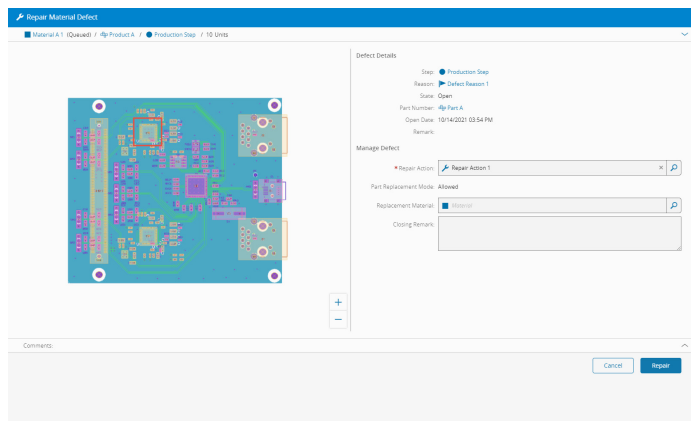 Repair Material Defect
Material A 1 (Queued) / Product A / Production Step / 10 Units
Defect Details
Step: Production Step
Reason: Defect Reason 1
State: Open
Part Number: Part A
Open Date: 10/14/2021 03:54 PM
Remark:
Manage Defect
* Repair Action: Repair Action 1 ×
Part Replacement Mode: Allowed
Replacement Material: Material
Closing Remark:
+
−
Comments:
Cancel Repair